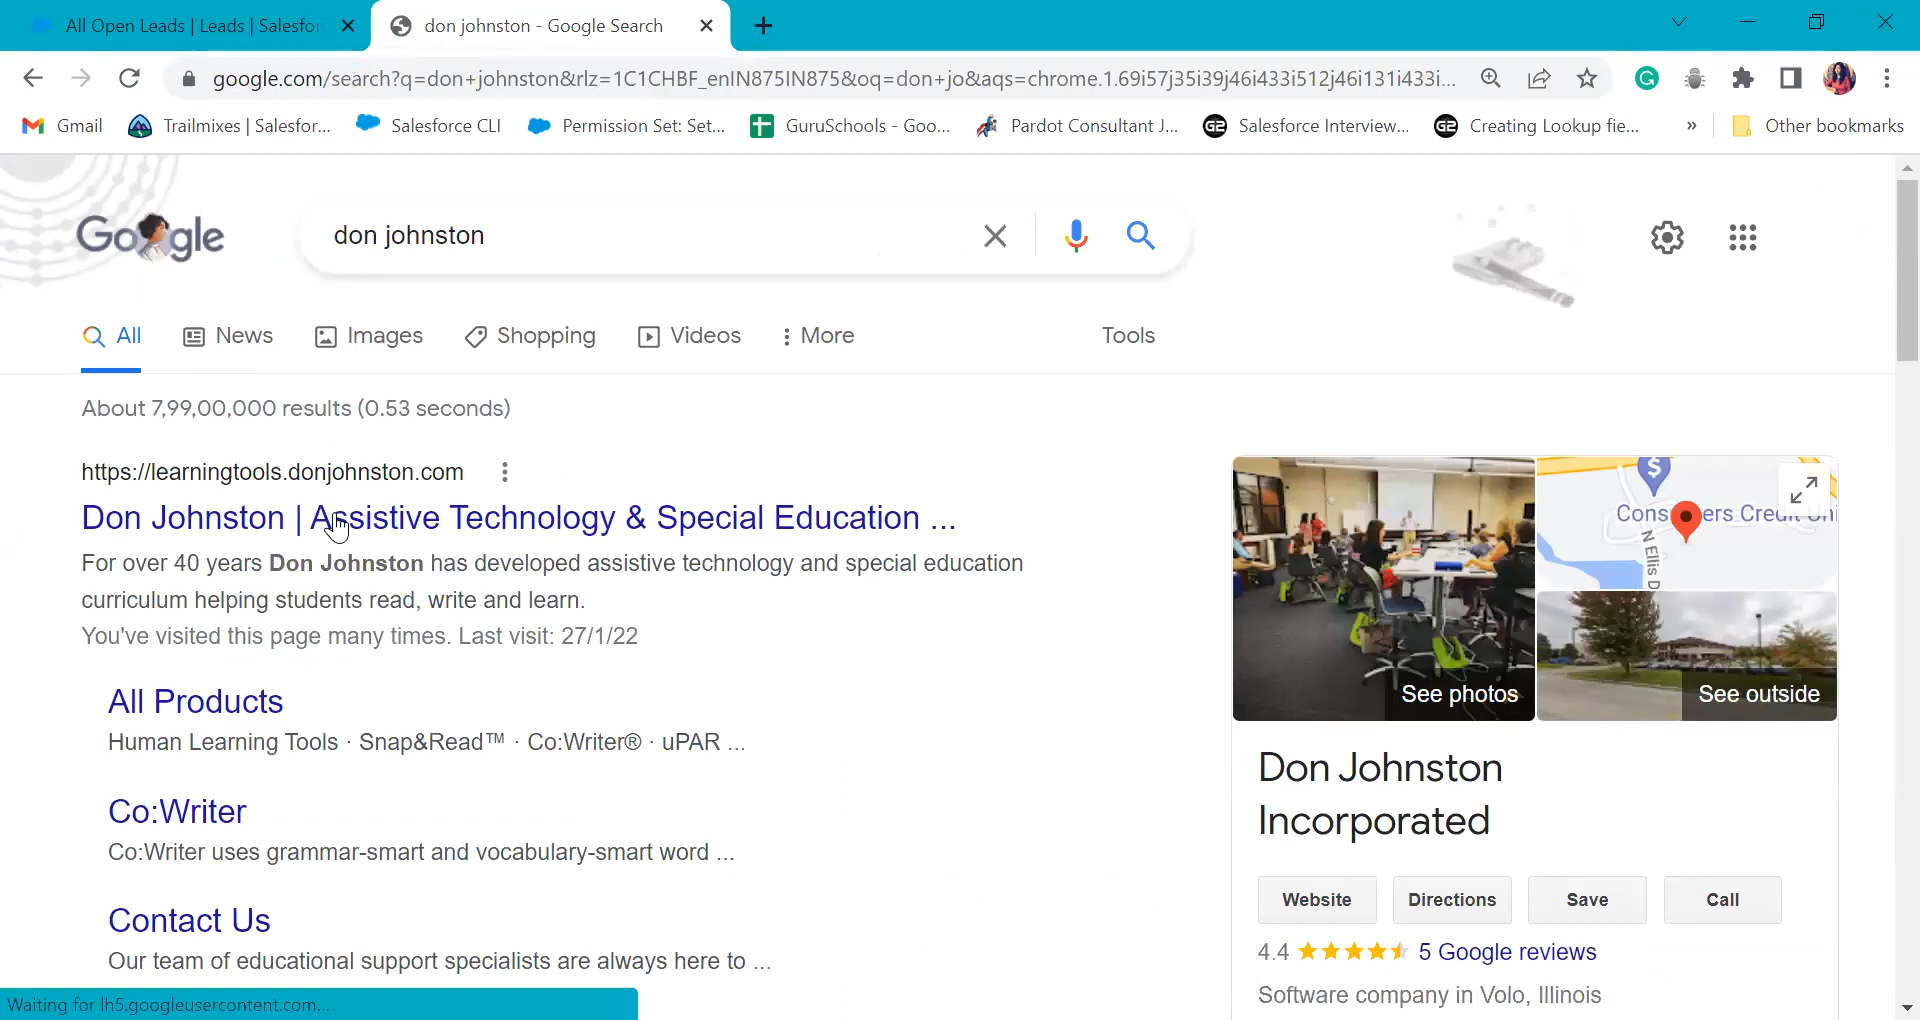 All Open Leads | Leads | Salesfor
don johnston - Google Search
google.com/search?q=don+johnston&rlz=1C1CHBF_enIN875IN875&oq=don+jo&aqs=chrome.1.69i57j35i39j46i433i512j46i131i433i...
Gmail
Trailmixes | Salesfor...
Salesforce CLI
Permission Set: Set...
GuruSchools - Goo...
Pardot Consultant J...
Salesforce Interview...
Creating Lookup fie...
»
Other bookmarks
Google
don johnston
All
News
Images
Shopping
Videos
More
Tools
About 7,99,00,000 results (0.53 seconds)
https://learningtools.donjohnston.com
Don Johnston | Assistive Technology & Special Education ...
For over 40 years Don Johnston has developed assistive technology and special education
curriculum helping students read, write and learn.
You've visited this page many times. Last visit: 27/1/22
All Products
Human Learning Tools · Snap&Read™ · Co:Writer® · uPAR ...
Co:Writer
Co:Writer uses grammar-smart and vocabulary-smart word ...
Contact Us
Our team of educational support specialists are always here to ...
Waiting for lh5.googleusercontent.com...
See photos
N Ellis D
See outside
Don Johnston
Incorporated
Website
Directions
Save
Call
4.4
5 Google reviews
Software company in Volo, Illinois